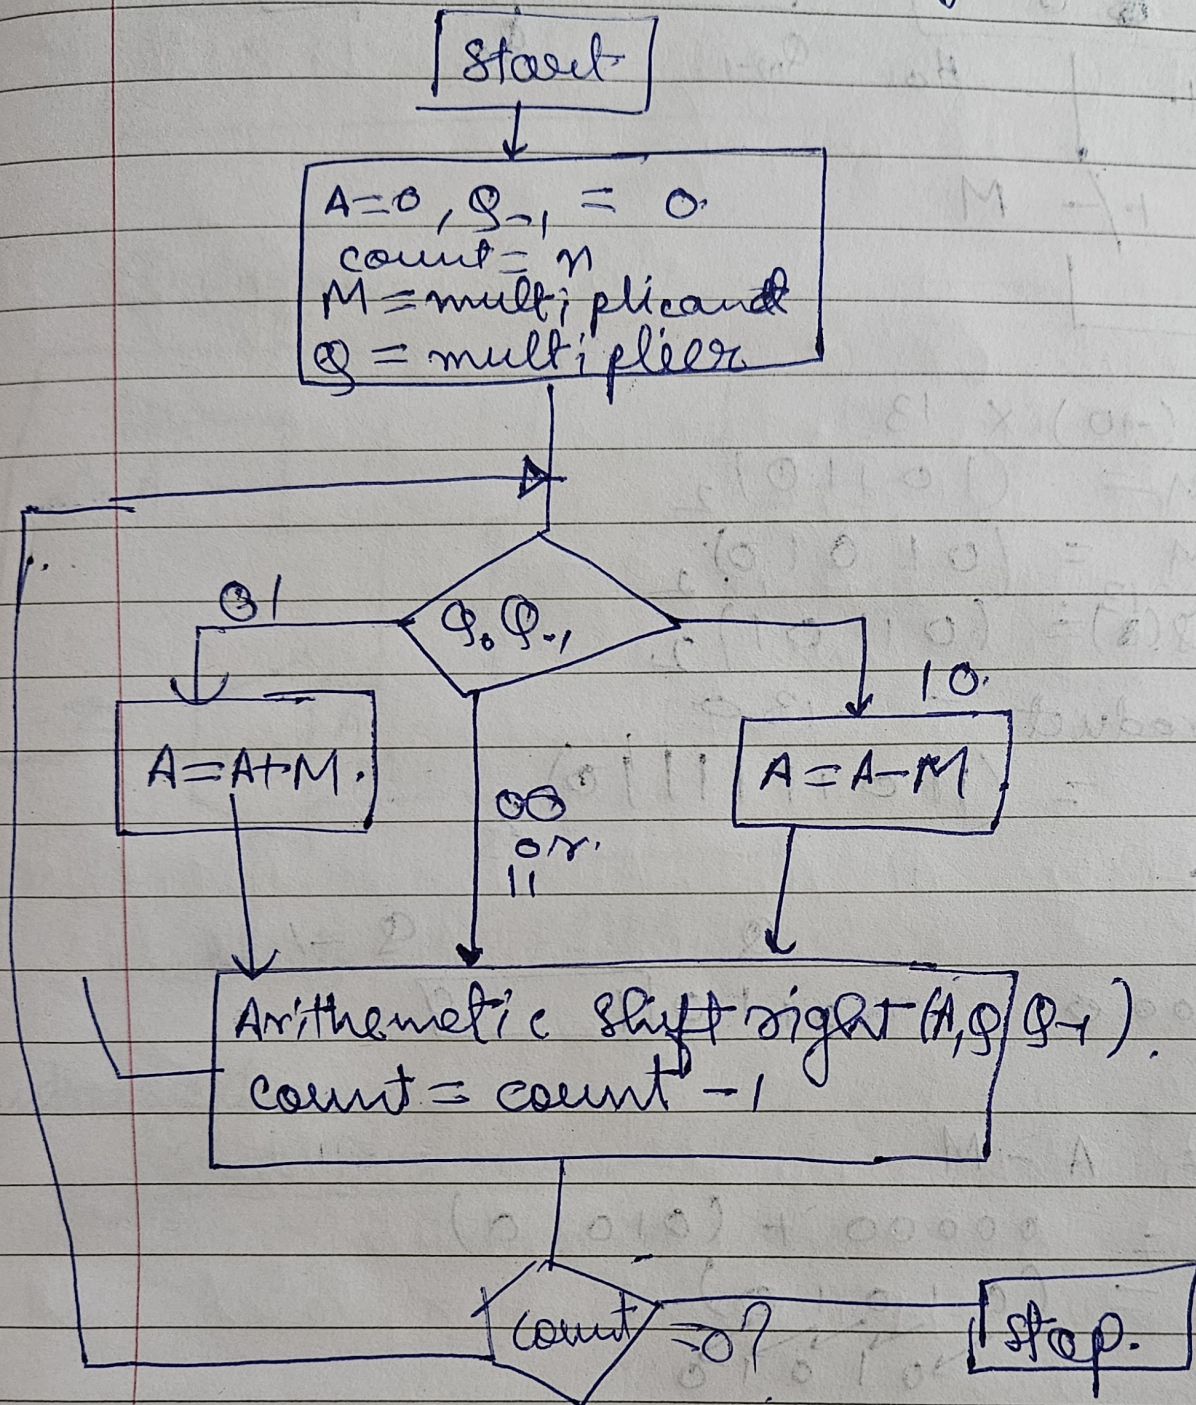 Start
A=0, Q-1 = 0.
count = n
M = multiplicand
Q = multiplier
Q0Q-1
01
10.
A=A+M.
A=A-M
00
or.
11
Arithemetic shift right (A,Q,Q-1).
count = count -1
count=0?
Stop.